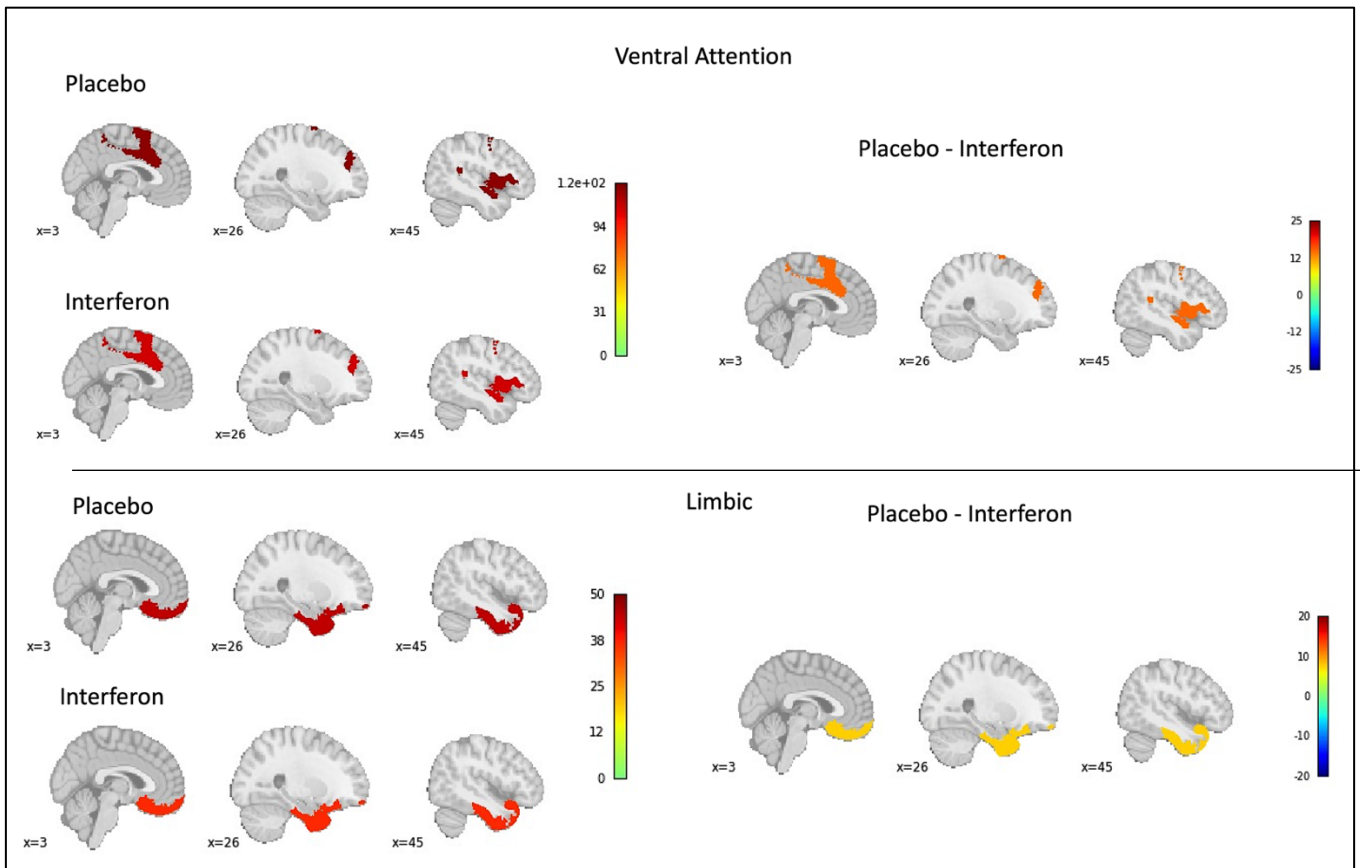 Ventral Attention
Placebo
x=3 x=26 x=45
1.2e+02
94
62
31
0
Interferon
x=3 x=26 x=45
Placebo - Interferon
x=3 x=26 x=45
25
12
0
-12
-25
Limbic
Placebo
x=3 x=26 x=45
50
38
25
12
0
Interferon
x=3 x=26 x=45
Placebo - Interferon
x=3 x=26 x=45
20
10
0
-10
-20